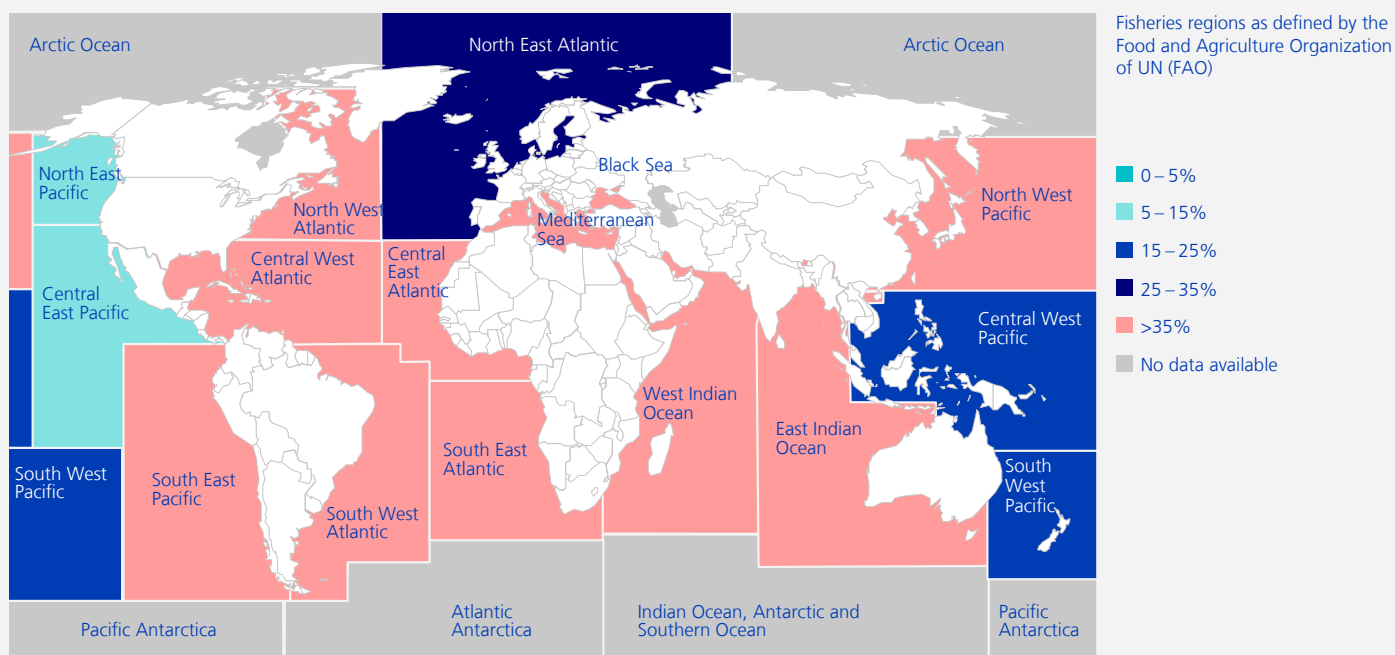 Arctic Ocean
North East Atlantic
Arctic Ocean
Fisheries regions as defined by the
Food and Agriculture Organization
of UN (FAO)
0–5%
5–15%
15–25%
25–35%
>35%
No data available
North East
Pacific
Black Sea
North West
Atlantic
Mediterranean
Sea
North West
Pacific
Central West
Atlantic
Central
East
Atlantic
Central
East Pacific
Central West
Pacific
West Indian
Ocean
East Indian
Ocean
South East
Atlantic
South West
Pacific
South East
Pacific
South West
Atlantic
South
West
Pacific
Pacific Antarctica
Atlantic
Antarctica
Indian Ocean, Antarctic and
Southern Ocean
Pacific
Antarctica